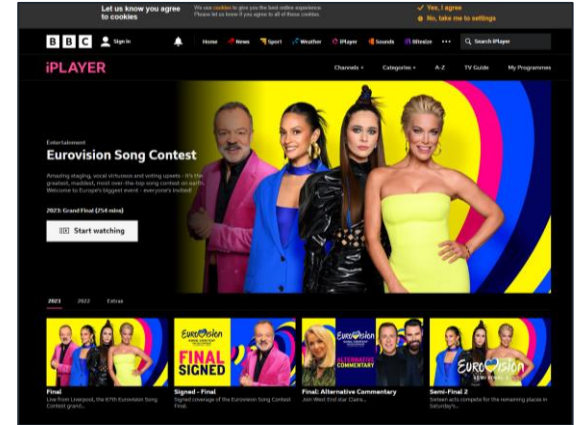 Let us know you agree
to cookies
We use cookies to give you the best online experience.
Please let us know if you agree to all of these cookies.
Yes, I agree
No, take me to settings
BBC
Sign in
Home
News
Sport
Weather
iPlayer
Sounds
Bitesize
Search iPlayer
iPLAYER
Channels
Categories
A-Z
TV Guide
My Programmes
Entertainment
Eurovision Song Contest
Amazing staging, vocal virtuosos and voting upsets - it's the
greatest, maddest, most over-the-top song contest on earth.
Welcome to Europe's biggest event - everyone's invited!
2023: Grand Final (254 mins)
Start watching
2023
2022
Extras
EUROVISION
FINAL
SIGNED
EUROVISION
ALTERNATIVE
COMMENTARY
EUROVISION
SEMI-FINAL 2
Final
Live from Liverpool, the 67th Eurovision Song
Contest grand...
Signed - Final
Signed coverage of the Eurovision Song Contest
Final.
Final: Alternative Commentary
Join West End star Claire...
Semi-Final 2
Sixteen acts compete for the remaining places in
Saturday's...